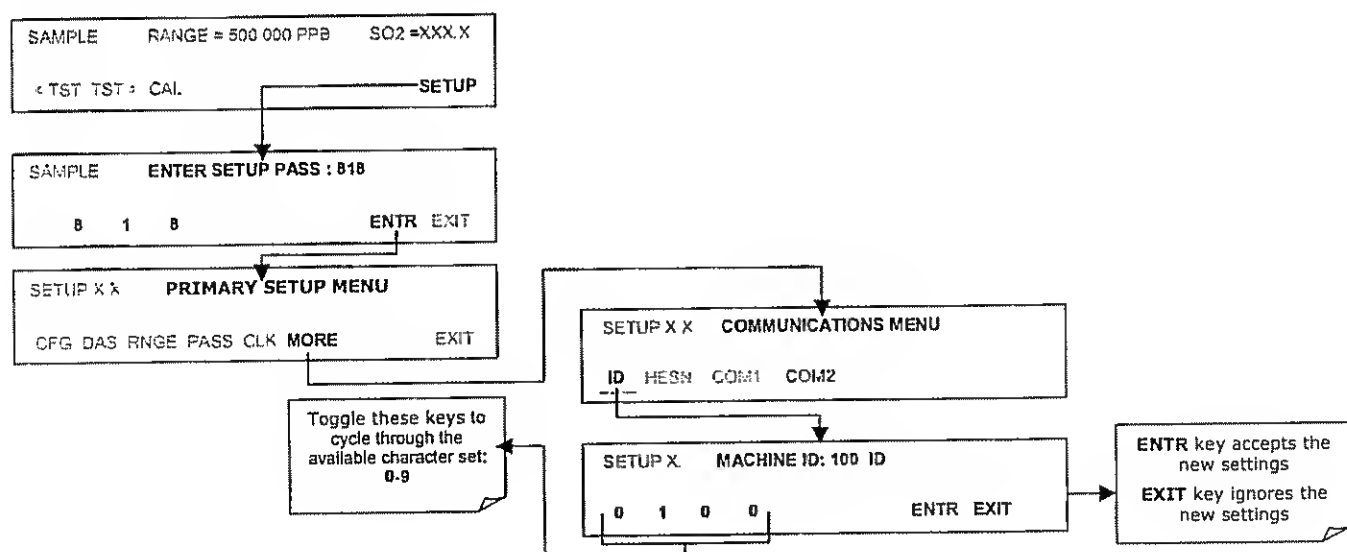 SAMPLE RANGE = 500 000 PPB SO2 =XXX.X
< TST TST > CAL SETUP
SAMPLE ENTER SETUP PASS : 818
8 1 8 ENTR EXIT
SETUP X X PRIMARY SETUP MENU
CFG DAS RNGE PASS CLK MORE EXIT
SETUP X X COMMUNICATIONS MENU
ID HESN COM1 COM2
Toggle these keys to
cycle through the
available character set:
0-9
SETUP X. MACHINE ID: 100 ID
0 1 0 0 ENTR EXIT
ENTR key accepts the
new settings
EXIT key ignores the
new settings